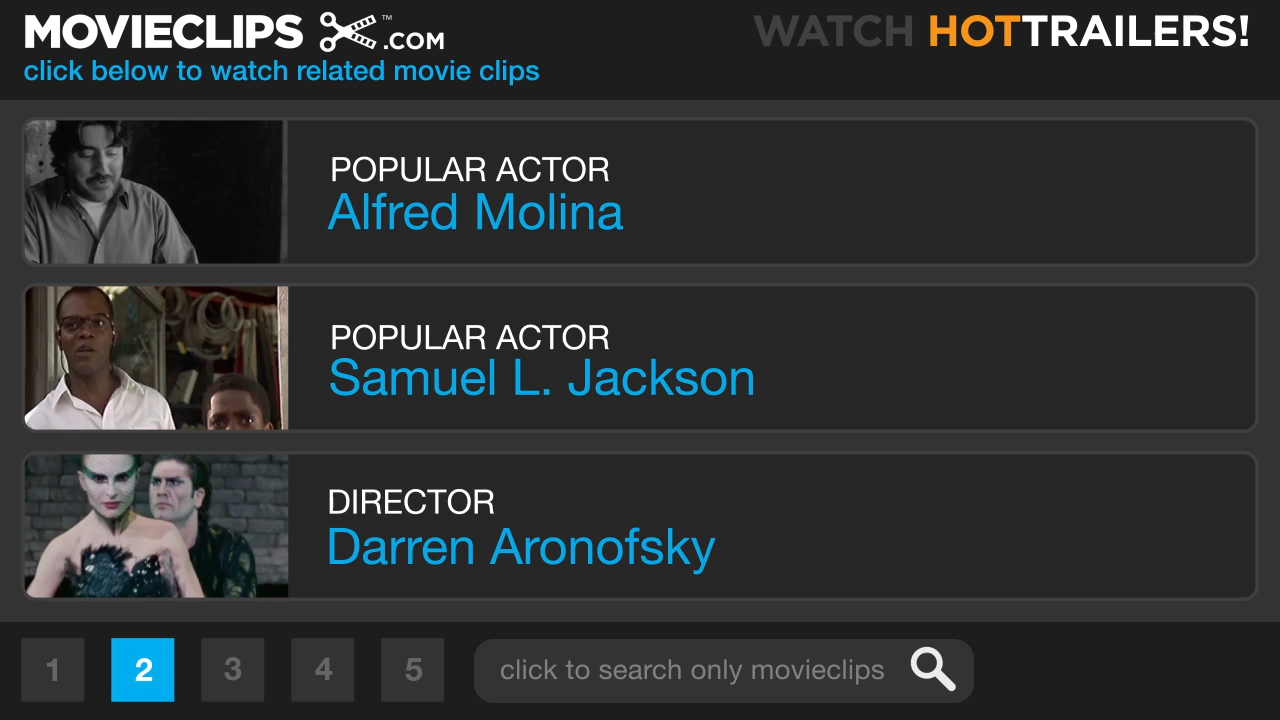 MOVIECLIPS ™ .COM
WATCH HOTTRAILERS!
click below to watch related movie clips
POPULAR ACTOR
Alfred Molina
POPULAR ACTOR
Samuel L. Jackson
DIRECTOR
Darren Aronofsky
1 2 3 4 5 click to search only movieclips